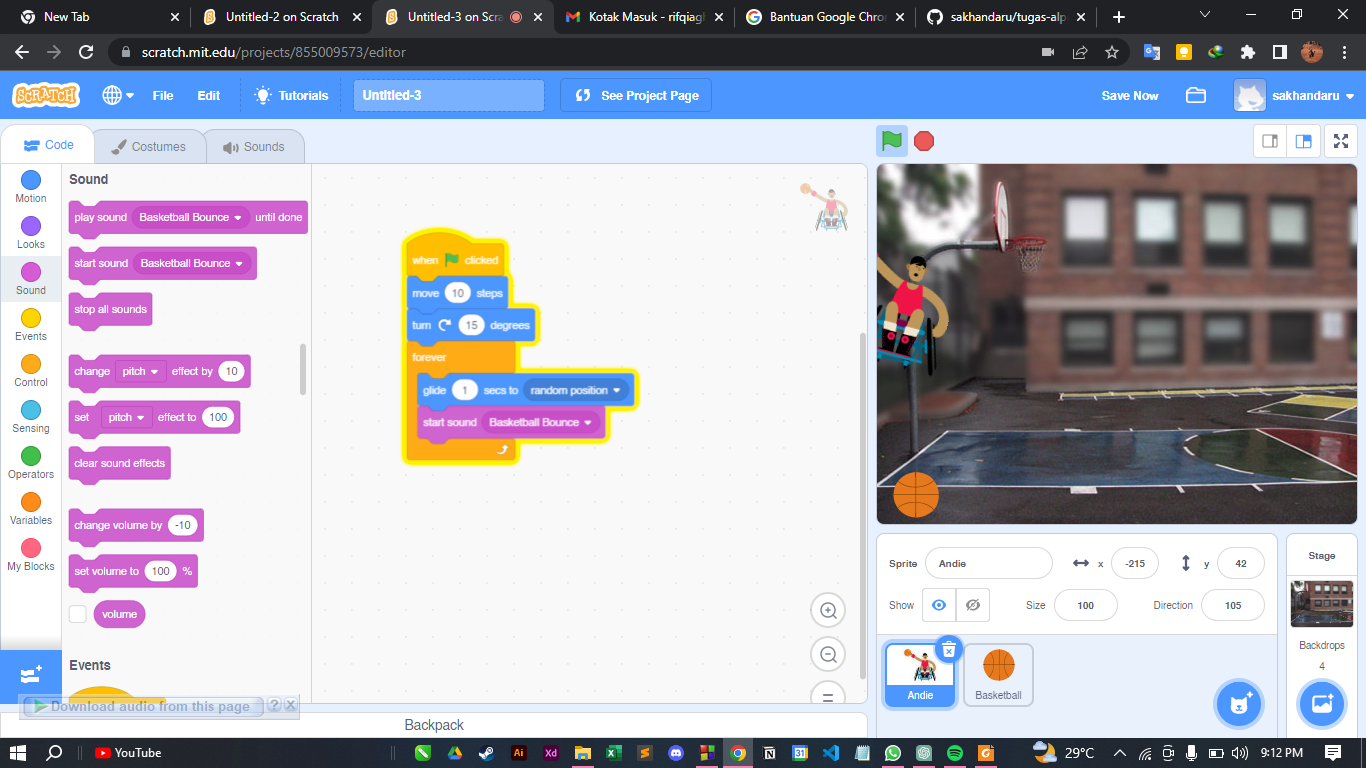 New Tab
Untitled-2 on Scratch
Untitled-3 on Scra
Kotak Masuk - rifqiagh
Bantuan Google Chro
sakhandaru/tugas-alp
scratch.mit.edu/projects/855009573/editor
SCRATCH
File
Edit
Tutorials
Untitled-3
See Project Page
Save Now
sakhandaru
Code
Costumes
Sounds
Motion
Looks
Sound
Events
Control
Sensing
Operators
Variables
My Blocks
Sound
play sound Basketball Bounce until done
start sound Basketball Bounce
stop all sounds
change pitch effect by 10
set pitch effect to 100
clear sound effects
change volume by -10
set volume to 100 %
volume
Events
when clicked
move 10 steps
turn 15 degrees
forever
glide 1 secs to random position
start sound Basketball Bounce
Sprite Andie x -215 y 42
Show Size 100 Direction 105
Andie
Basketball
Stage
Backdrops
4
Download audio from this page ? X
Backpack
YouTube
Ai
Xd
31
29°C
9:12 PM